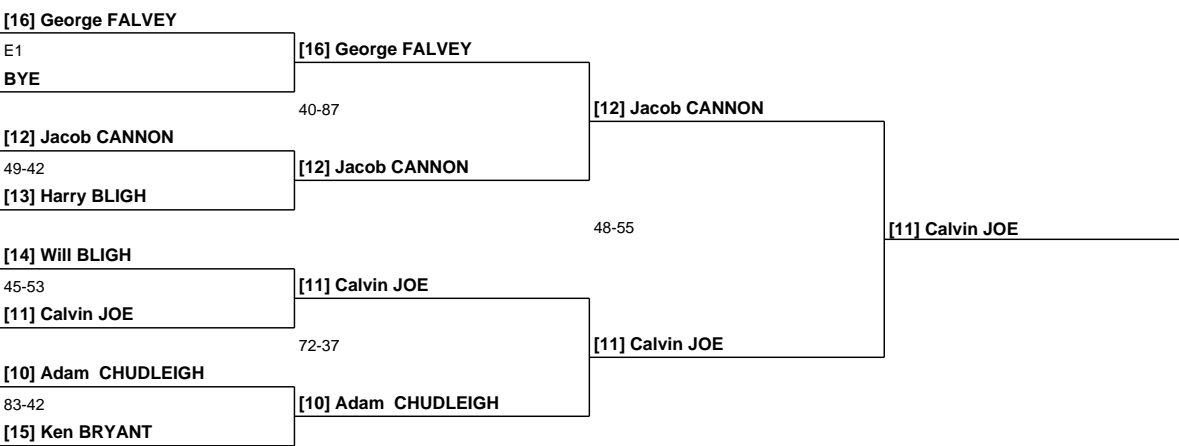 [16] George FALVEY
E1
BYE
[12] Jacob CANNON
49-42
[13] Harry BLIGH
[14] Will BLIGH
45-53
[11] Calvin JOE
[10] Adam  CHUDLEIGH
83-42
[15] Ken BRYANT
[16] George FALVEY
40-87
[12] Jacob CANNON
[11] Calvin JOE
72-37
[10] Adam  CHUDLEIGH
[12] Jacob CANNON
48-55
[11] Calvin JOE
[11] Calvin JOE